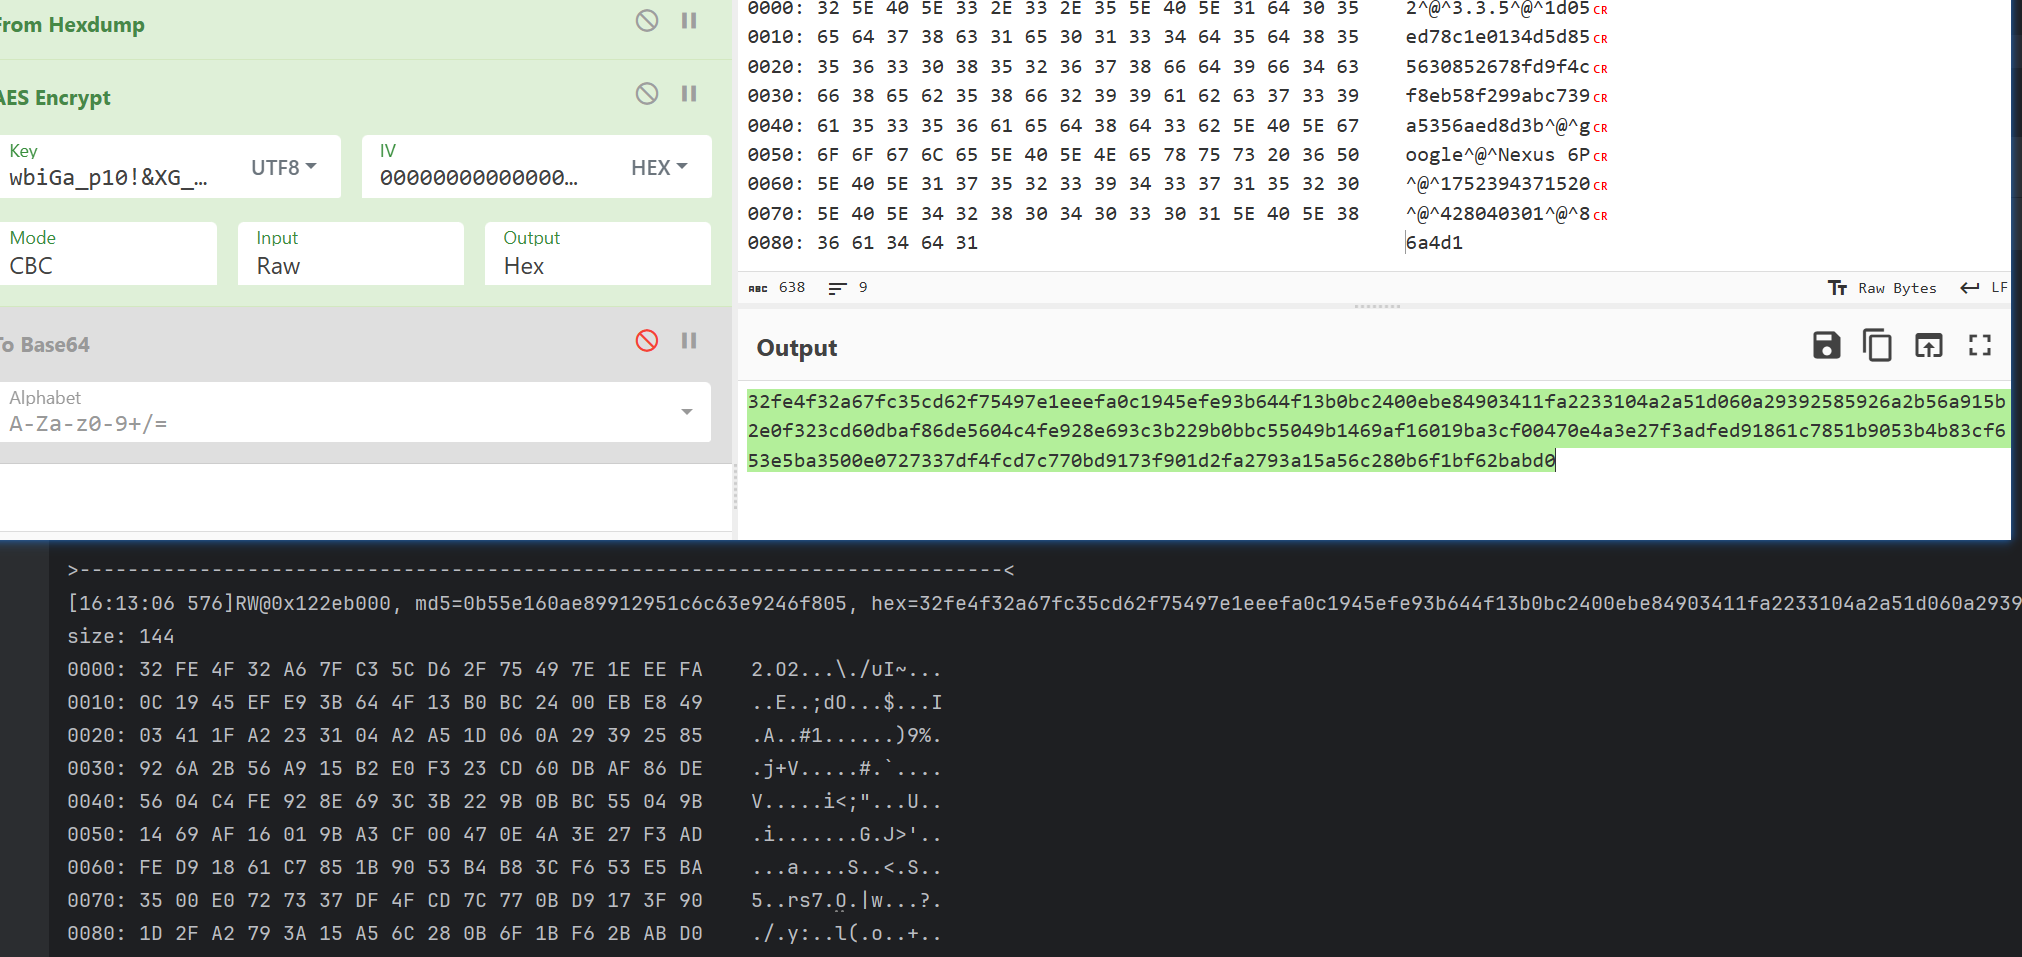 From Hexdump
AES Encrypt
Key
wbiGa_p10!&XG_…
UTF8
IV
00000000000000…
HEX
Mode
CBC
Input
Raw
Output
Hex
To Base64
Alphabet
A-Za-z0-9+/=
0000: 32 5E 40 5E 33 2E 33 2E 35 5E 40 5E 31 64 30 35 2^@^3.3.5^@^1d05CR
0010: 65 64 37 38 63 31 65 30 31 33 34 64 35 64 38 35 ed78c1e0134d5d85CR
0020: 35 36 33 30 38 35 32 36 37 38 66 64 39 66 34 63 5630852678fd9f4cCR
0030: 66 38 65 62 35 38 66 32 39 39 61 62 63 37 33 39 f8eb58f299abc739CR
0040: 61 35 33 35 36 61 65 64 38 64 33 62 5E 40 5E 67 a5356aed8d3b^@^gCR
0050: 6F 6F 67 6C 65 5E 40 5E 4E 65 78 75 73 20 36 50 oogle^@^Nexus 6PCR
0060: 5E 40 5E 31 37 35 32 33 39 34 33 37 31 35 32 30 ^@^1752394371520CR
0070: 5E 40 5E 34 32 38 30 34 30 33 30 31 5E 40 5E 38 ^@^428040301^@^8CR
0080: 36 61 34 64 31 6a4d1
ABC 638 9
Raw Bytes LF
Output
32fe4f32a67fc35cd62f75497e1eeefa0c1945efe93b644f13b0bc2400ebe84903411fa2233104a2a51d060a29392585926a2b56a915b
2e0f323cd60dbaf86de5604c4fe928e693c3b229b0bbc55049b1469af16019ba3cf00470e4a3e27f3adfed91861c7851b9053b4b83cf6
53e5ba3500e0727337df4fcd7c770bd9173f901d2fa2793a15a56c280b6f1bf62babd0
>-----------------------------------------------------------------------------<
[16:13:06 576]RW@0x122eb000, md5=0b55e160ae89912951c6c63e9246f805, hex=32fe4f32a67fc35cd62f75497e1eeefa0c1945efe93b644f13b0bc2400ebe84903411fa2233104a2a51d060a2939
size: 144
0000: 32 FE 4F 32 A6 7F C3 5C D6 2F 75 49 7E 1E EE FA 2.O2...\./uI~...
0010: 0C 19 45 EF E9 3B 64 4F 13 B0 BC 24 00 EB E8 49 ..E..;dO...$...I
0020: 03 41 1F A2 23 31 04 A2 A5 1D 06 0A 29 39 25 85 .A..#1......)9%.
0030: 92 6A 2B 56 A9 15 B2 E0 F3 23 CD 60 DB AF 86 DE .j+V.....#.`....
0040: 56 04 C4 FE 92 8E 69 3C 3B 22 9B 0B BC 55 04 9B V.....i<;"...U..
0050: 14 69 AF 16 01 9B A3 CF 00 47 0E 4A 3E 27 F3 AD .i.......G.J>'..
0060: FE D9 18 61 C7 85 1B 90 53 B4 B8 3C F6 53 E5 BA ...a....S..<.S..
0070: 35 00 E0 72 73 37 DF 4F CD 7C 77 0B D9 17 3F 90 5..rs7.O.|w...?.
0080: 1D 2F A2 79 3A 15 A5 6C 28 0B 6F 1B F6 2B AB D0 ./.y:..l(.o..+..